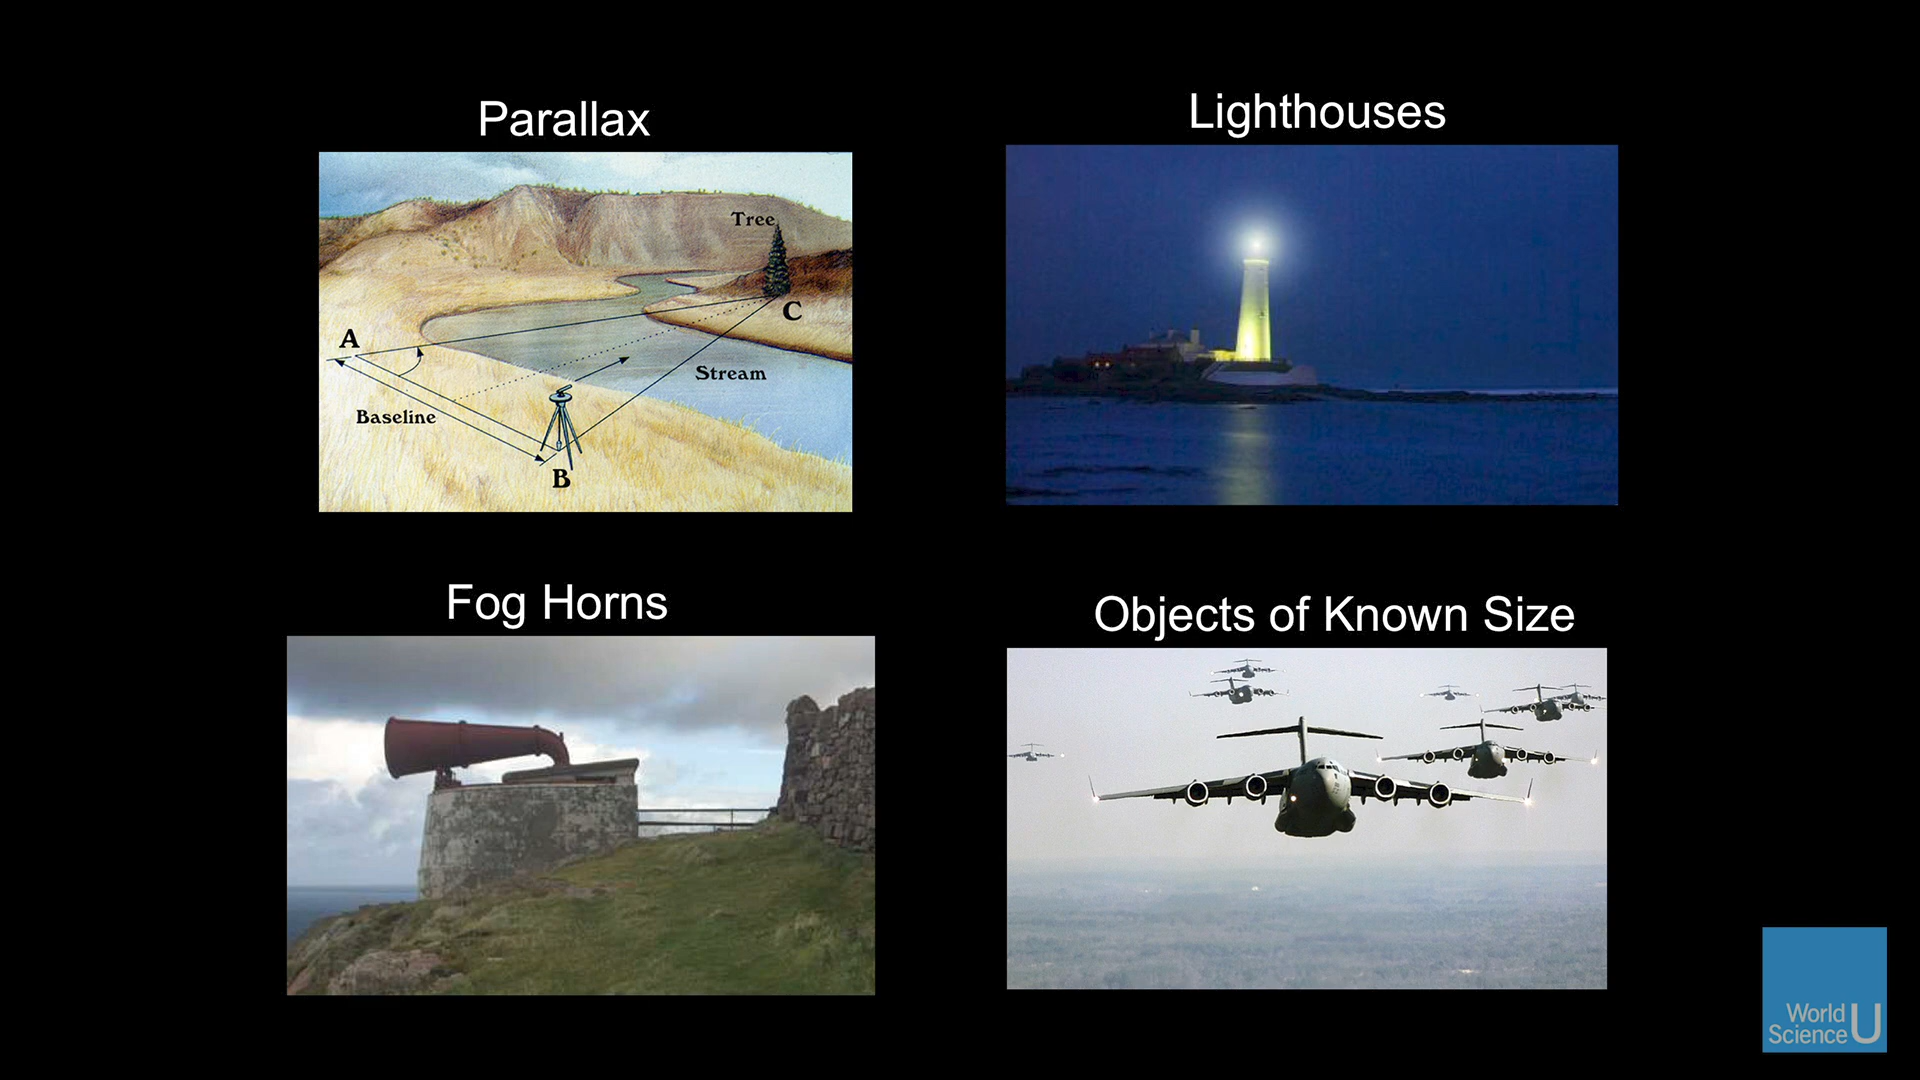 Parallax
Lighthouses
Tree
C
A
Stream
Baseline
B
Fog Horns
Objects of Known Size
World
Science U